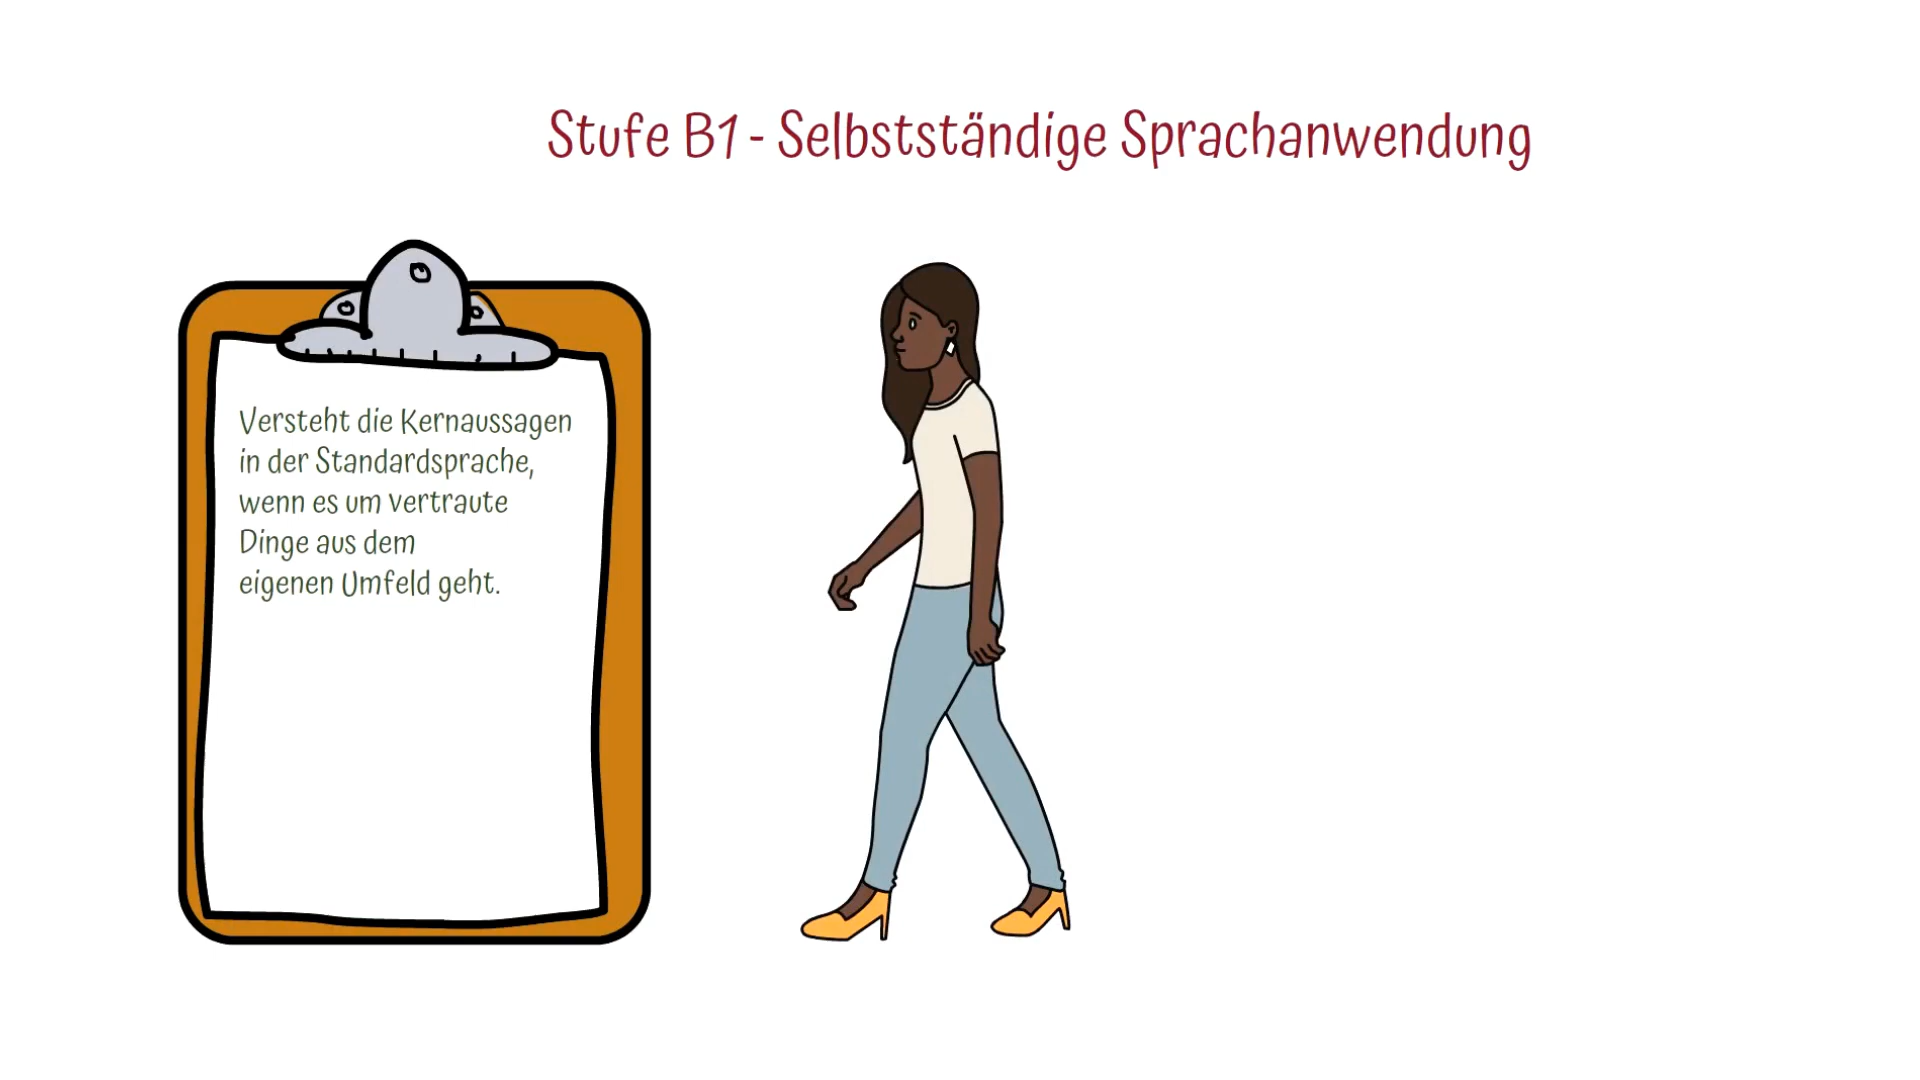 Stufe B1 - Selbstständige Sprachanwendung
Versteht die Kernaussagen
in der Standardsprache,
wenn es um vertraute
Dinge aus dem
eigenen Umfeld geht.